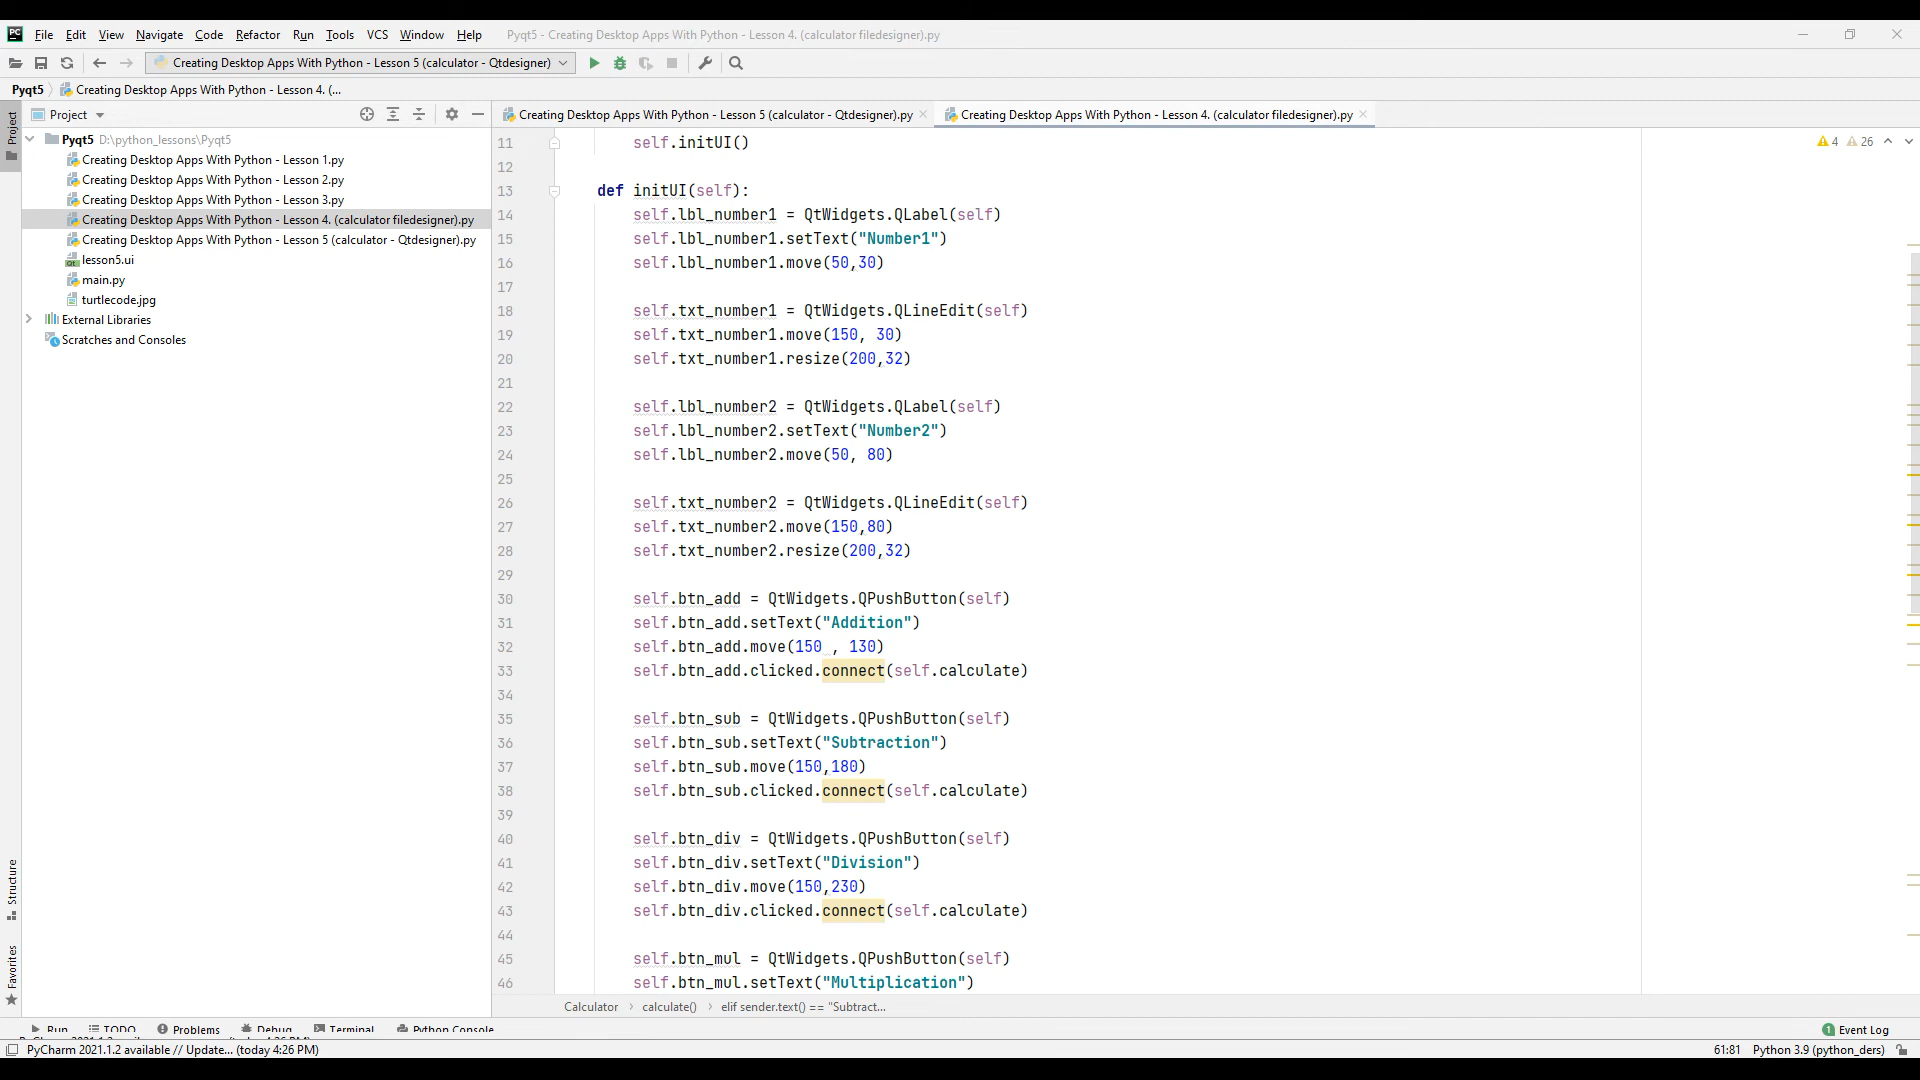 PC File Edit View Navigate Code Refactor Run Tools VCS Window Help Pyqt5 - Creating Desktop Apps With Python - Lesson 4. (calculator filedesigner).py
Creating Desktop Apps With Python - Lesson 5 (calculator - Qtdesigner)
Pyqt5 Creating Desktop Apps With Python - Lesson 4. (...
Project
Creating Desktop Apps With Python - Lesson 5 (calculator - Qtdesigner).py
Creating Desktop Apps With Python - Lesson 4. (calculator filedesigner).py
Project
Structure
Favorites
Pyqt5 D:\python_lessons\Pyqt5
Creating Desktop Apps With Python - Lesson 1.py
Creating Desktop Apps With Python - Lesson 2.py
Creating Desktop Apps With Python - Lesson 3.py
Creating Desktop Apps With Python - Lesson 4. (calculator filedesigner).py
Creating Desktop Apps With Python - Lesson 5 (calculator - Qtdesigner).py
lesson5.ui
main.py
turtlecode.jpg
External Libraries
Scratches and Consoles
4 26
11 self.initUI()
12
13 def initUI(self):
14 self.lbl_number1 = QtWidgets.QLabel(self)
15 self.lbl_number1.setText("Number1")
16 self.lbl_number1.move(50,30)
17
18 self.txt_number1 = QtWidgets.QLineEdit(self)
19 self.txt_number1.move(150, 30)
20 self.txt_number1.resize(200,32)
21
22 self.lbl_number2 = QtWidgets.QLabel(self)
23 self.lbl_number2.setText("Number2")
24 self.lbl_number2.move(50, 80)
25
26 self.txt_number2 = QtWidgets.QLineEdit(self)
27 self.txt_number2.move(150,80)
28 self.txt_number2.resize(200,32)
29
30 self.btn_add = QtWidgets.QPushButton(self)
31 self.btn_add.setText("Addition")
32 self.btn_add.move(150 , 130)
33 self.btn_add.clicked.connect(self.calculate)
34
35 self.btn_sub = QtWidgets.QPushButton(self)
36 self.btn_sub.setText("Subtraction")
37 self.btn_sub.move(150,180)
38 self.btn_sub.clicked.connect(self.calculate)
39
40 self.btn_div = QtWidgets.QPushButton(self)
41 self.btn_div.setText("Division")
42 self.btn_div.move(150,230)
43 self.btn_div.clicked.connect(self.calculate)
44
45 self.btn_mul = QtWidgets.QPushButton(self)
46 self.btn_mul.setText("Multiplication")
Calculator calculate() elif sender.text() == "Subtract...
Run TODO Problems Debug Terminal Python Console 1 Event Log
PyCharm 2021.1.2 available // Update... (today 4:26 PM) 61:81 Python 3.9 (python_ders)